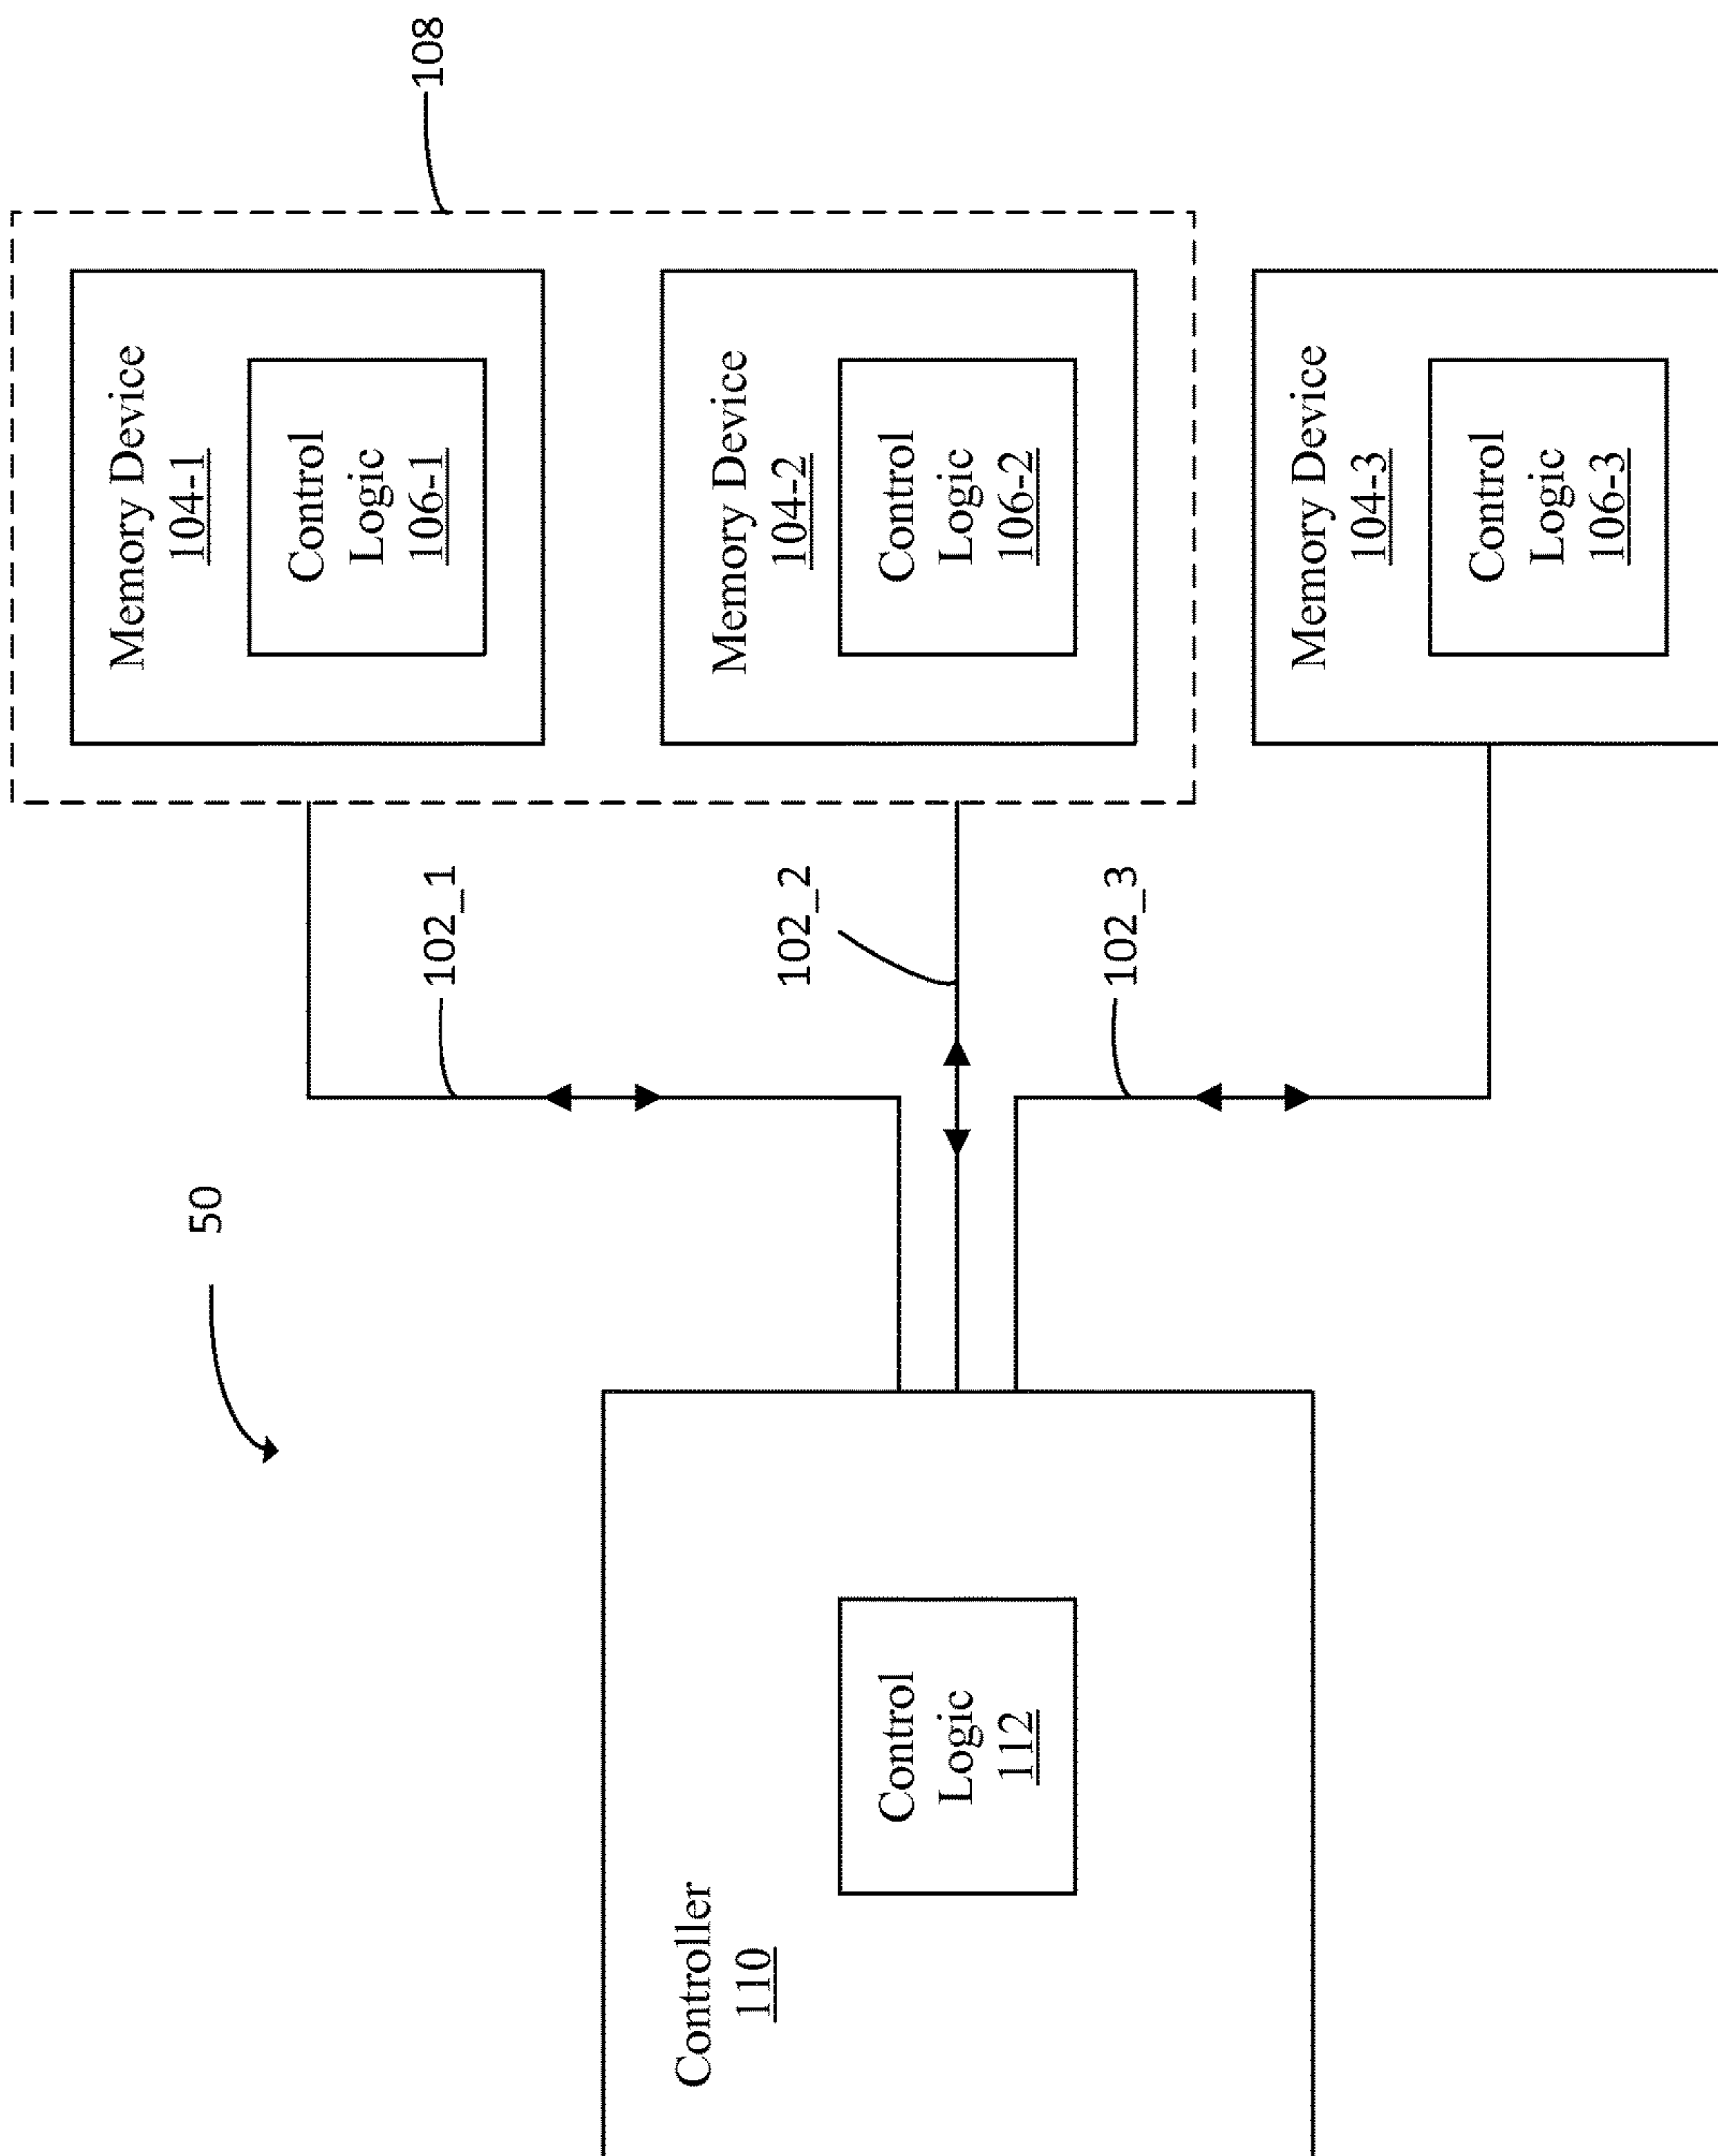 50
Controller
110
Control
Logic
112
102_1
102_2
102_3
108
Memory Device
104-1
Control
Logic
106-1
Memory Device
104-2
Control
Logic
106-2
Memory Device
104-3
Control
Logic
106-3